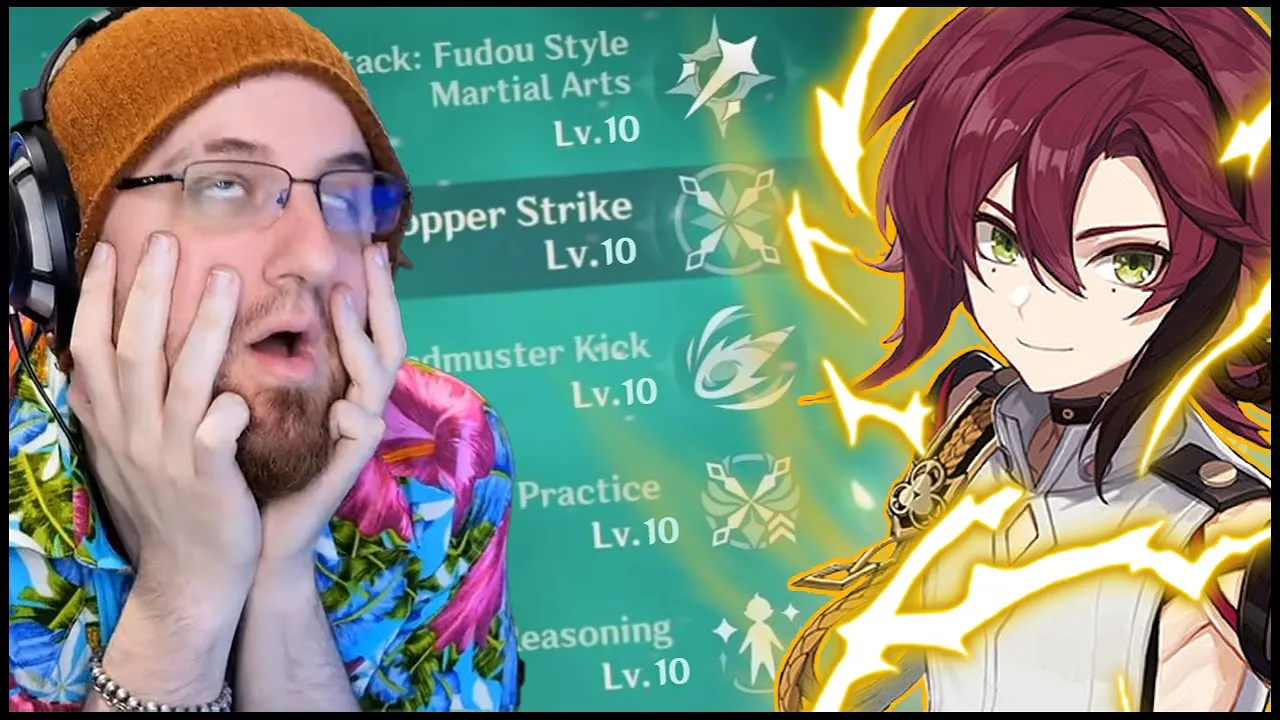 tack: Fudou Style
Martial Arts
Lv.10
opper Strike
Lv.10
dmuster Kick
Lv.10
Practice
Lv.10
easoning
Lv.10